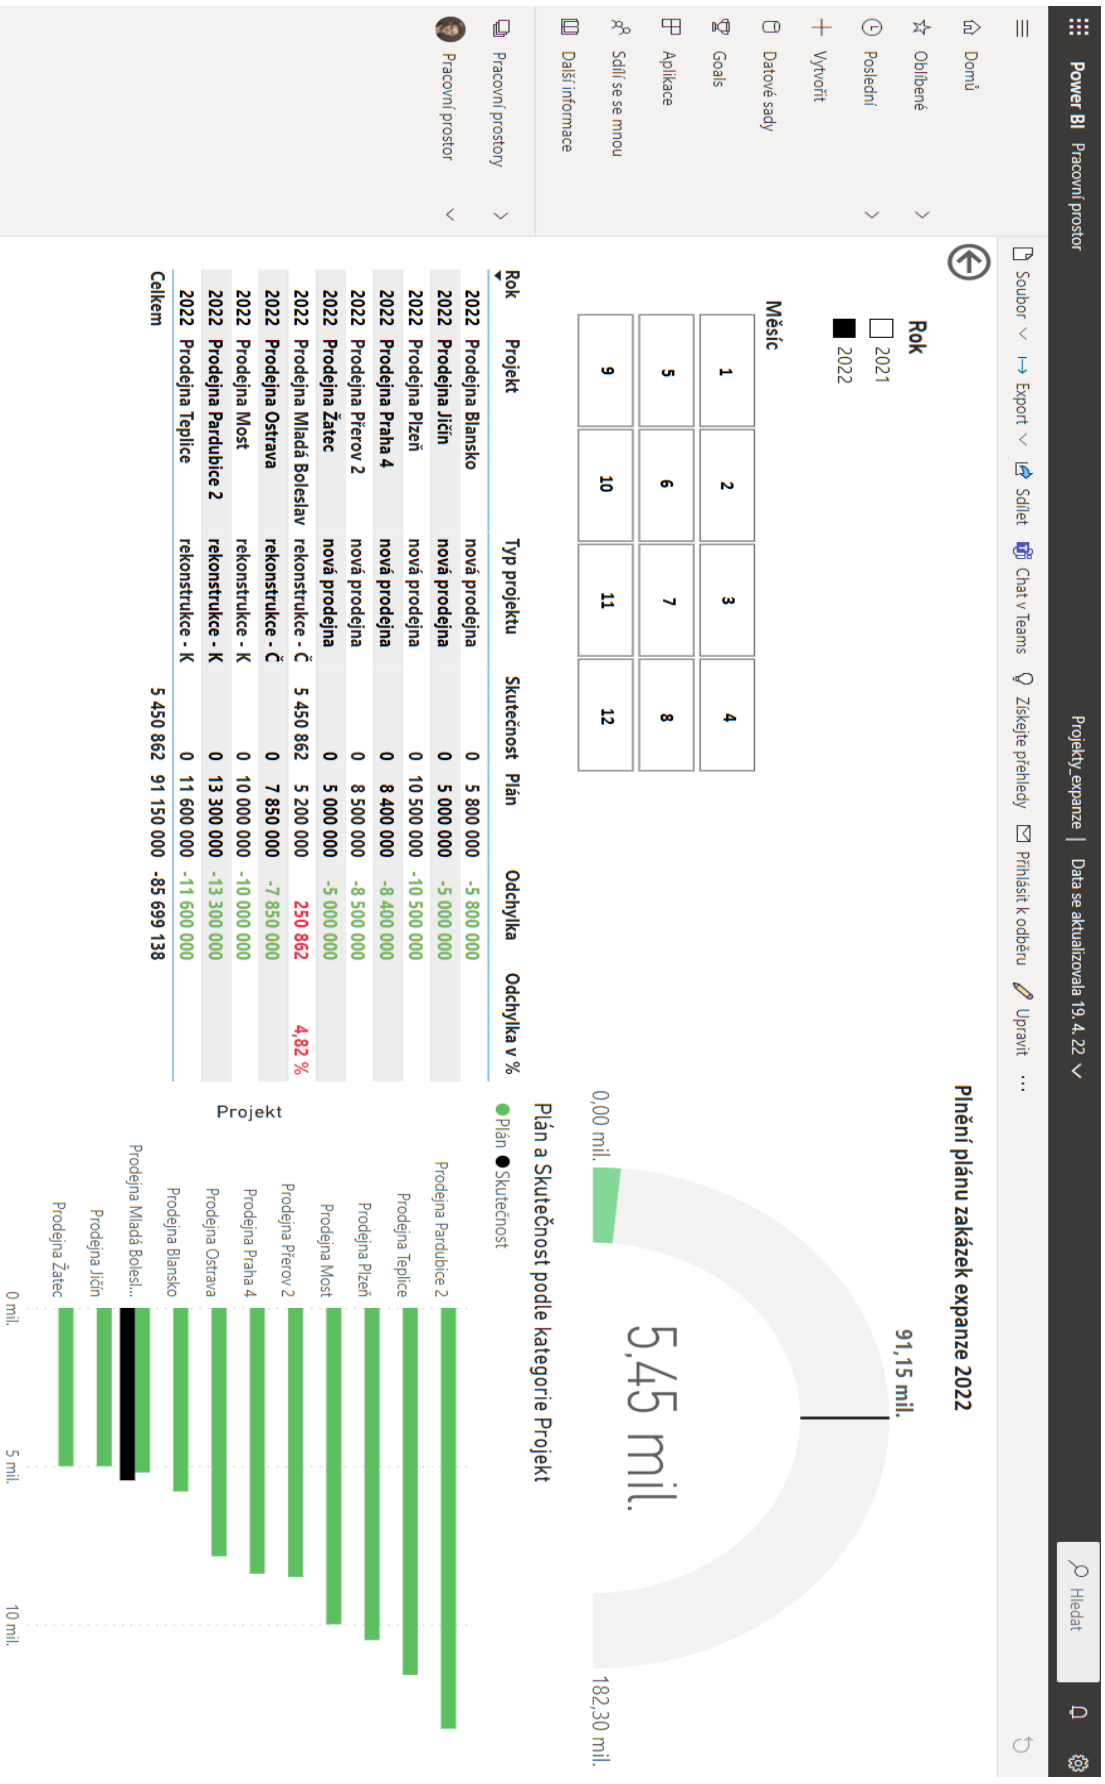 Power BI Pracovní prostor
Projekty_expanze | Data se aktualizovala 19. 4. 22
Hledat
Domů
Oblíbené
Poslední
Vytvořit
Datové sady
Goals
Aplikace
Sdílí se se mnou
Další informace
Pracovní prostory
Pracovní prostor
Soubor Export Sdílet Chat v Teams Získejte přehledy Přihlásit k odběru Upravit ...
Rok
2021
2022
Měsíc
1 2 3 4
5 6 7 8
9 10 11 12
Plnění plánu zakázek expanze 2022
91,15 mil.
5,45 mil.
0,00 mil. 182,30 mil.
Rok Projekt Typ projektu Skutečnost Plán Odchylka Odchylka v %
2022 Prodejna Blansko nová prodejna 0 5 800 000 -5 800 000
2022 Prodejna Jičín nová prodejna 0 5 000 000 -5 000 000
2022 Prodejna Plzeň nová prodejna 0 10 500 000 -10 500 000
2022 Prodejna Praha 4 nová prodejna 0 8 400 000 -8 400 000
2022 Prodejna Přerov 2 nová prodejna 0 8 500 000 -8 500 000
2022 Prodejna Žatec nová prodejna 0 5 000 000 -5 000 000
2022 Prodejna Mladá Boleslav rekonstrukce - Č 5 450 862 5 200 000 250 862 4,82 %
2022 Prodejna Ostrava rekonstrukce - Č 0 7 850 000 -7 850 000
2022 Prodejna Most rekonstrukce - K 0 10 000 000 -10 000 000
2022 Prodejna Pardubice 2 rekonstrukce - K 0 13 300 000 -13 300 000
2022 Prodejna Teplice rekonstrukce - K 0 11 600 000 -11 600 000
Celkem 5 450 862 91 150 000 -85 699 138
Plán a SkuteČnost podle kategorie Projekt
Plán Skutečnost
Projekt
Prodejna Pardubice 2
Prodejna Teplice
Prodejna Plzeň
Prodejna Most
Prodejna Přerov 2
Prodejna Praha 4
Prodejna Ostrava
Prodejna Blansko
Prodejna Mladá Bolesl...
Prodejna Jičín
Prodejna Žatec
0 mil. 5 mil. 10 mil.